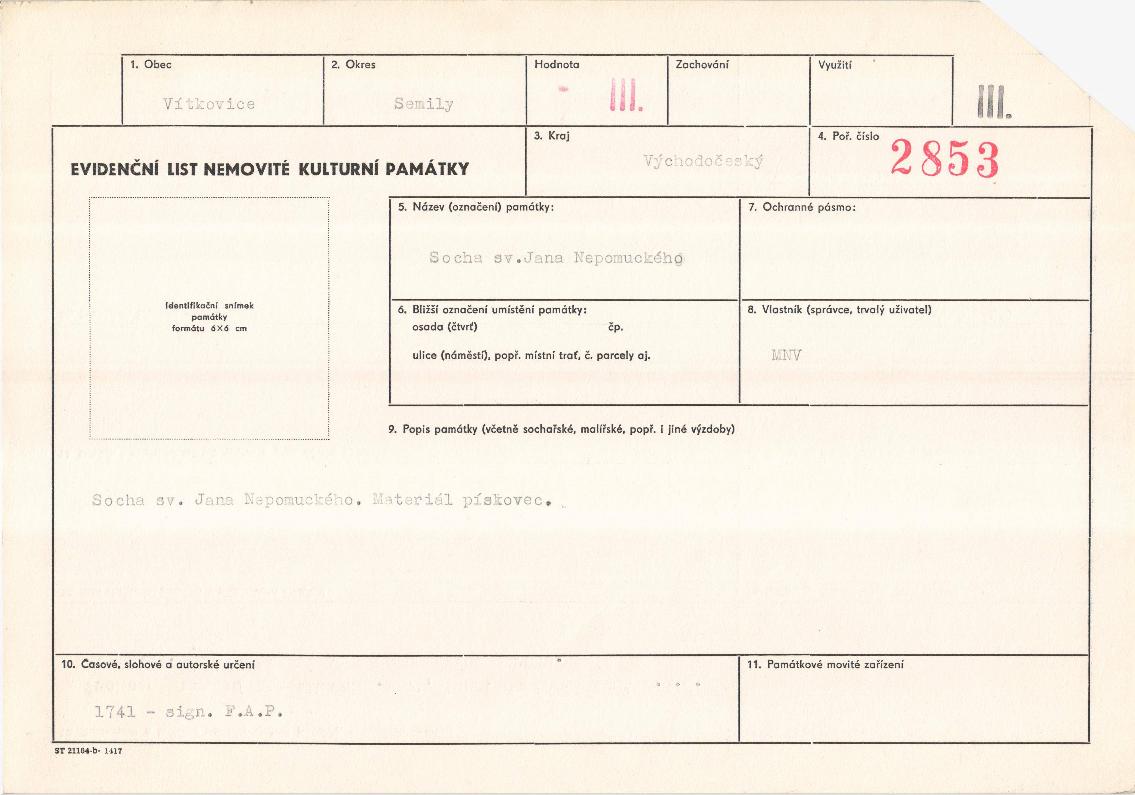 1. Obec
Vítkovice
2. Okres
Semily
Hodnota
III.
Zachování
Využití
III.
EVIDENČNÍ LIST NEMOVITÉ KULTURNÍ PAMÁTKY
3. Kraj
Východočeský
4. Poř. číslo
2853
Identifikační snímek
památky
formátu 6×6 cm
5. Název (označení) památky:
Socha sv.Jana Nepomuckého
7. Ochranné pásmo:
6. Bližší označení umístění památky:
osada (čtvrť) čp.
ulice (náměstí), popř. místní trať, č. parcely aj.
8. Vlastník (správce, trvalý uživatel)
MNV
9. Popis památky (včetně sochařské, malířské, popř. i jiné výzdoby)
Socha sv. Jana Nepomuckého. Materiál pískovec.
10. Časové, slohové a autorské určení
1741 - sign. F.A.P.
11. Památkové movité zařízení
ST 21164-b- 1417